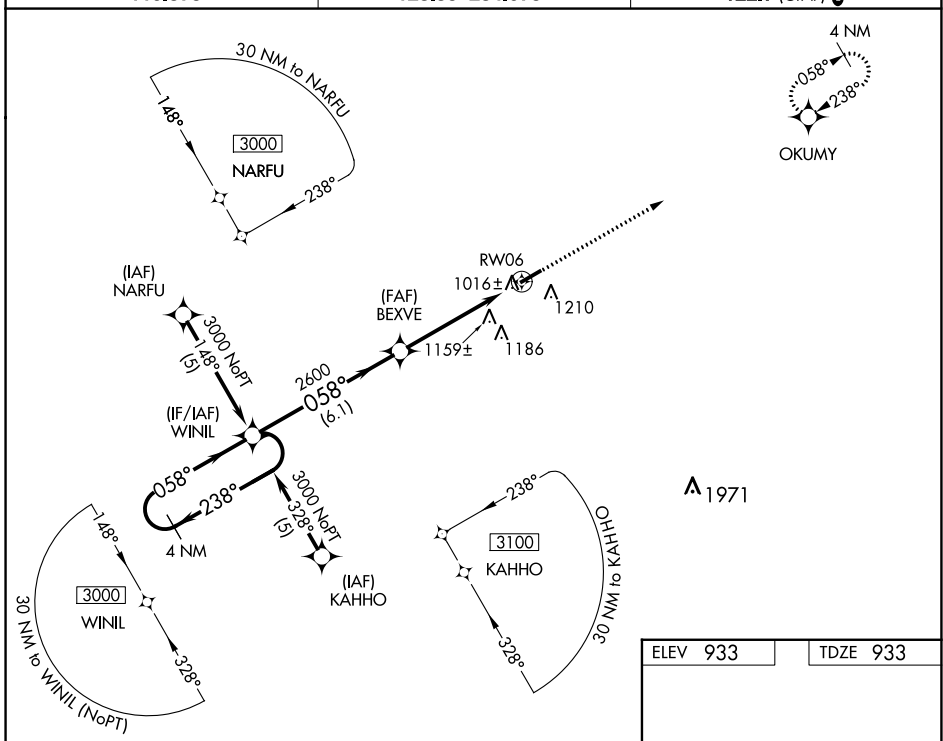 4 NM
058°
238°
OKUMY
30 NM to NARFU
148°
3000
NARFU
238°
RW06
1016±
1210
(IAF)
NARFU
(FAF)
BEXVE
1159±
1186
3000 NoPT
148°
(5)
2600
058°
(6.1)
(IF/IAF)
WINIL
058°
238°
4 NM
3000 NoPT
328°
(5)
(IAF)
KAHHO
238°
3100
KAHHO
328°
30 NM to KAHHO
1971
148°
3000
WINIL
328°
30 NM to WINIL (NoPT)
ELEV 933
TDZE 933